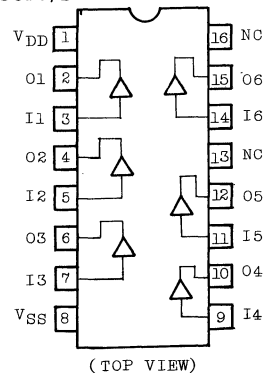 VDD 1 16 NC
O1 2 15 O6
I1 3 14 I6
O2 4 13 NC
I2 5 12 O5
O3 6 11 I5
I3 7 10 O4
VSS 8 9 I4
(TOP VIEW)